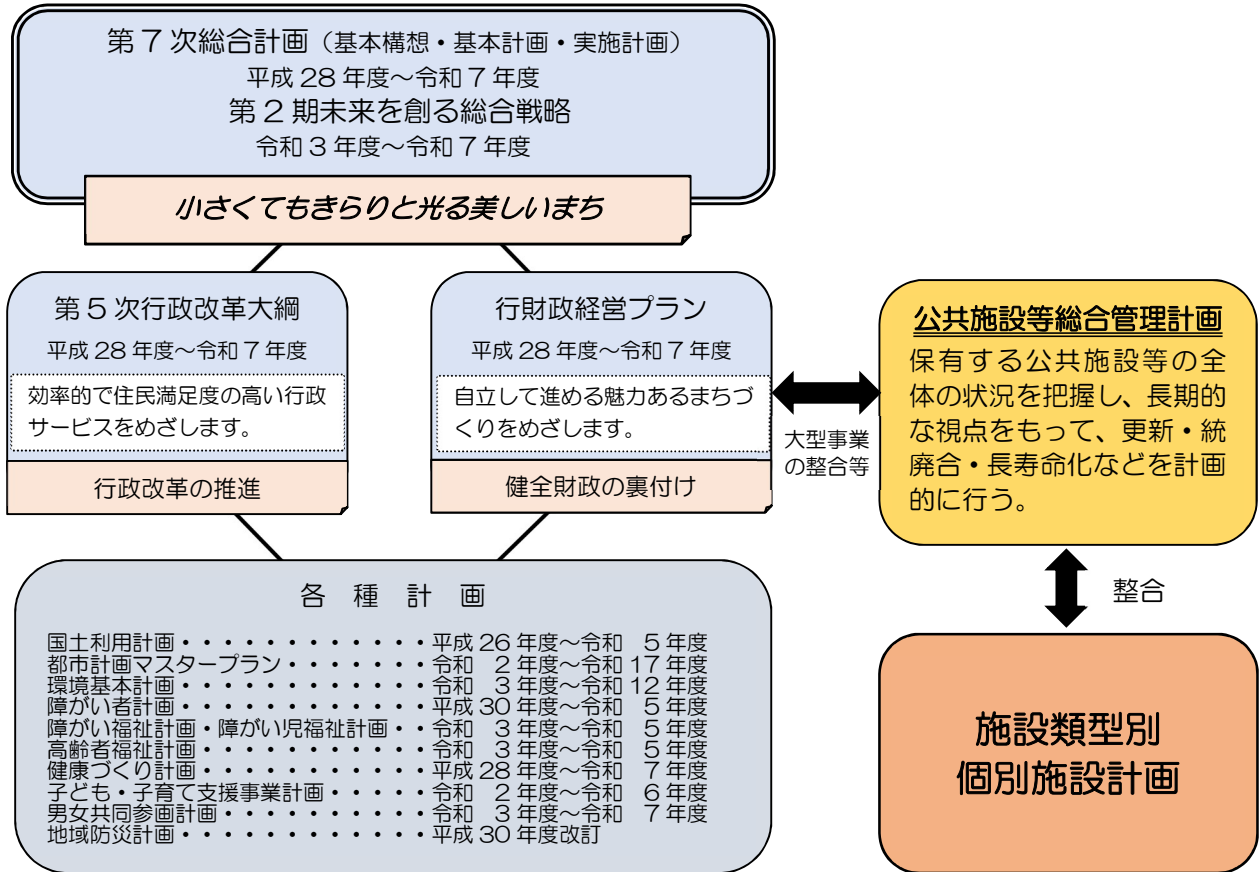 第７次総合計画（基本構想・基本計画・実施計画）
平成 28 年度～令和７年度
第２期未来を創る総合戦略
令和３年度～令和７年度
小さくてもきらりと光る美しいまち
第５次行政改革大綱
平成 28 年度～令和７年度
効率的で住民満足度の高い行政
サービスをめざします。
行政改革の推進
行財政経営プラン
平成 28 年度～令和７年度
自立して進める魅力あるまちづ
くりをめざします。
健全財政の裏付け
大型事業
の整合等
公共施設等総合管理計画
保有する公共施設等の全
体の状況を把握し、長期的
な視点をもって、更新・統
廃合・長寿命化などを計画
的に行う。
整合
施設類型別
個別施設計画
各　種　計　画
国土利用計画・・・・・・・・・・・・平成 26 年度～令和　５年度
都市計画マスタープラン・・・・・・・令和　２年度～令和 17 年度
環境基本計画・・・・・・・・・・・・令和　３年度～令和 12 年度
障がい者計画・・・・・・・・・・・・平成 30 年度～令和　５年度
障がい福祉計画・障がい児福祉計画・・令和　３年度～令和　５年度
高齢者福祉計画・・・・・・・・・・・令和　３年度～令和　５年度
健康づくり計画・・・・・・・・・・・平成 28 年度～令和　７年度
子ども・子育て支援事業計画・・・・・令和　２年度～令和　６年度
男女共同参画計画・・・・・・・・・・令和　３年度～令和　７年度
地域防災計画・・・・・・・・・・・・平成 30 年度改訂